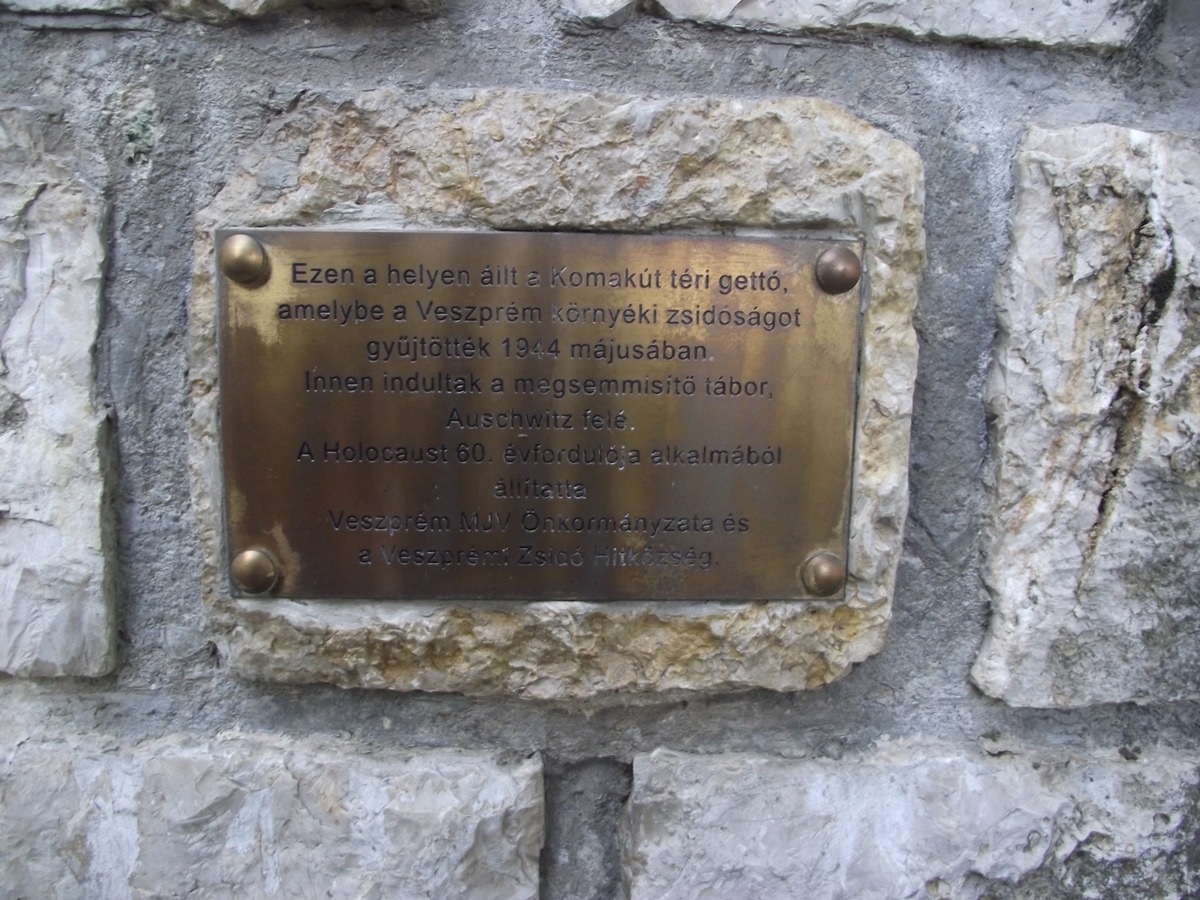 Ezen a helyen állt a Komakút téri gettó,
amelybe a Veszprém környéki zsidóságot
gyűjtötték 1944 májusában.
Innen indultak a megsemmisítő tábor,
Auschwitz felé.
A Holocaust 60. évfordulója alkalmából
állítatta
Veszprém MJV Önkormányzata és
a Veszprémi Zsidó Hitközség.